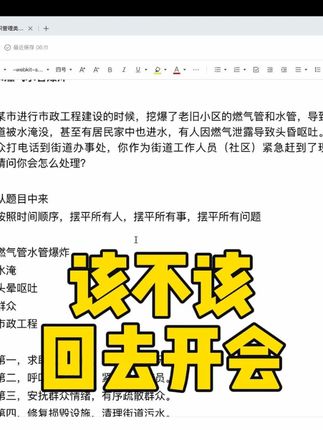 最近保存 08:11
-webkit-s...
某市进行市政工程建设的时候，挖爆了老旧小区的燃气管和水管，导
道被水淹没，甚至有居民家中也进水，有人因燃气泄露导致头昏呕吐。
众打电话到街道办事处，你作为街道工作人员（社区）紧急赶到了现
请问你会怎么处理？
从题目中来
按照时间顺序，摆平所有人，摆平所有事，摆平所有问题
燃气管水管爆炸
水淹
头晕呕吐
群众
市政工程
该不该
回去开会
第一，求
第二，呼
员。
第三，安抚群众情绪，有序疏散群众。
第四，修复损毁设施，清理街道污水。